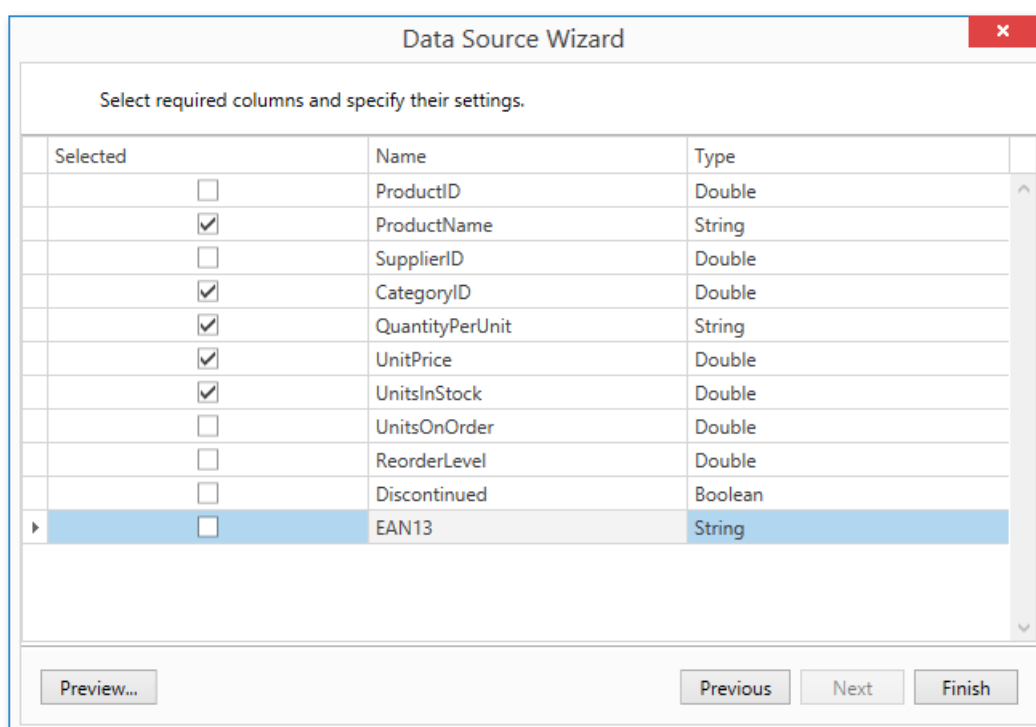 Data Source Wizard
Select required columns and specify their settings.
Selected Name Type
ProductID Double
ProductName String
SupplierID Double
CategoryID Double
QuantityPerUnit String
UnitPrice Double
UnitsInStock Double
UnitsOnOrder Double
ReorderLevel Double
Discontinued Boolean
EAN13 String
Preview... Previous Next Finish